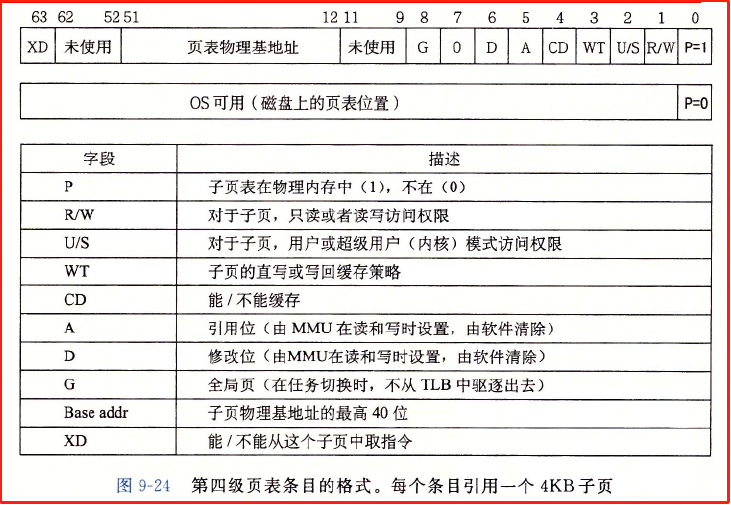 63 62 52 51 12 11 9 8 7 6 5 4 3 2 1 0
XD 未使用 页表物理基地址 未使用 G 0 D A CD WT U/S R/W P=1
OS可用(磁盘上的页表位置) P=0
字段 描述
P 子页表在物理内存中(1),不在(0)
R/W 对于子页,只读或者读写访问权限
U/S 对于子页,用户或超级用户(内核)模式访问权限
WT 子页的直写或写回缓存策略
CD 能/不能缓存
A 引用位(由MMU在读和写时设置,由软件清除)
D 修改位(由MMU在读和写时设置,由软件清除)
G 全局页(在任务切换时,不从TLB中驱逐出去)
Base addr 子页物理基地址的最高40位
XD 能/不能从这个子页中取指令
图 9-24 第四级页表条目的格式。每个条目引用一个 4KB 子页